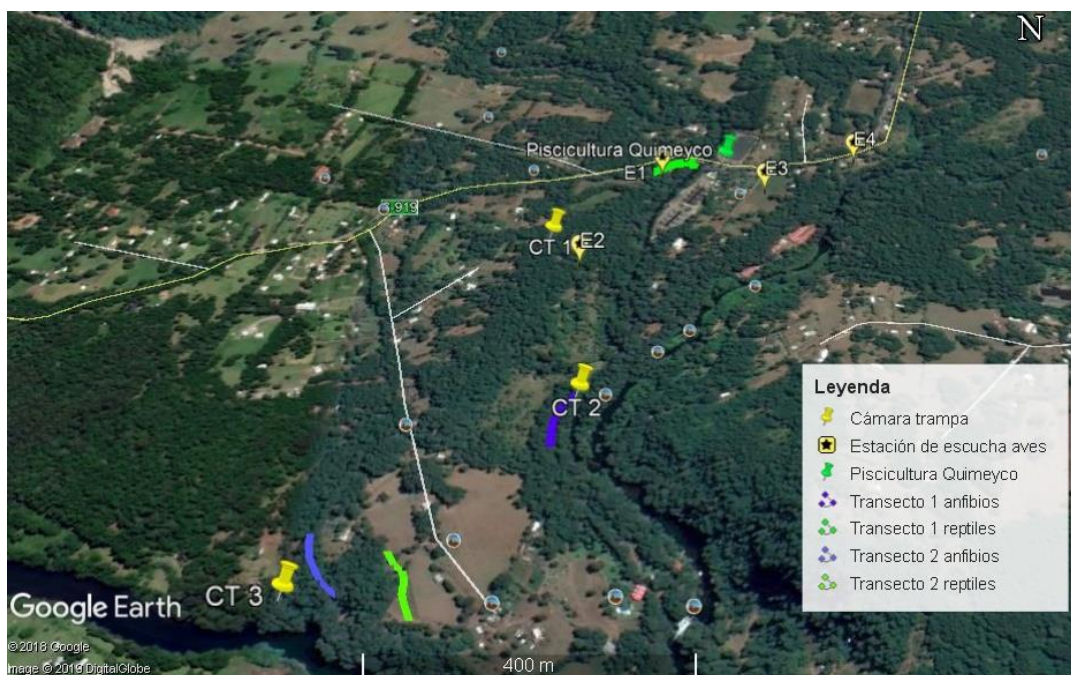 N
E4
Piscicultura Quimeyco
E1
E3
919
CT 1
E2
CT 2
Leyenda
Cámara trampa
Estación de escucha aves
Piscicultura Quimeyco
Transecto 1 anfibios
Transecto 1 reptiles
Transecto 2 anfibios
Transecto 2 reptiles
CT 3
Google Earth
© 2018 Google
Image © 2019 DigitalGlobe
400 m